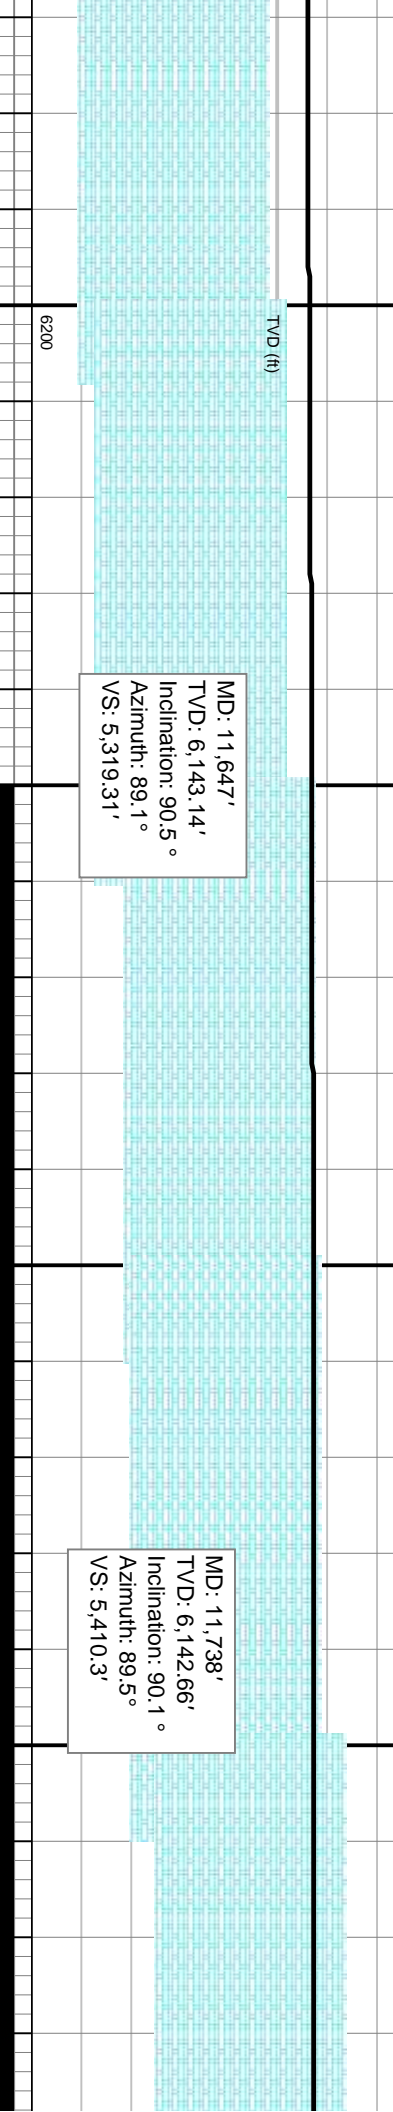 6200
TVD (ft)
MD: 11,647'
TVD: 6,143.14'
Inclination: 90.5 °
Azimuth: 89.1°
VS: 5,319.31'
MD: 11,738'
TVD: 6,142.66'
Inclination: 90.1 °
Azimuth: 89.5°
VS: 5,410.3'